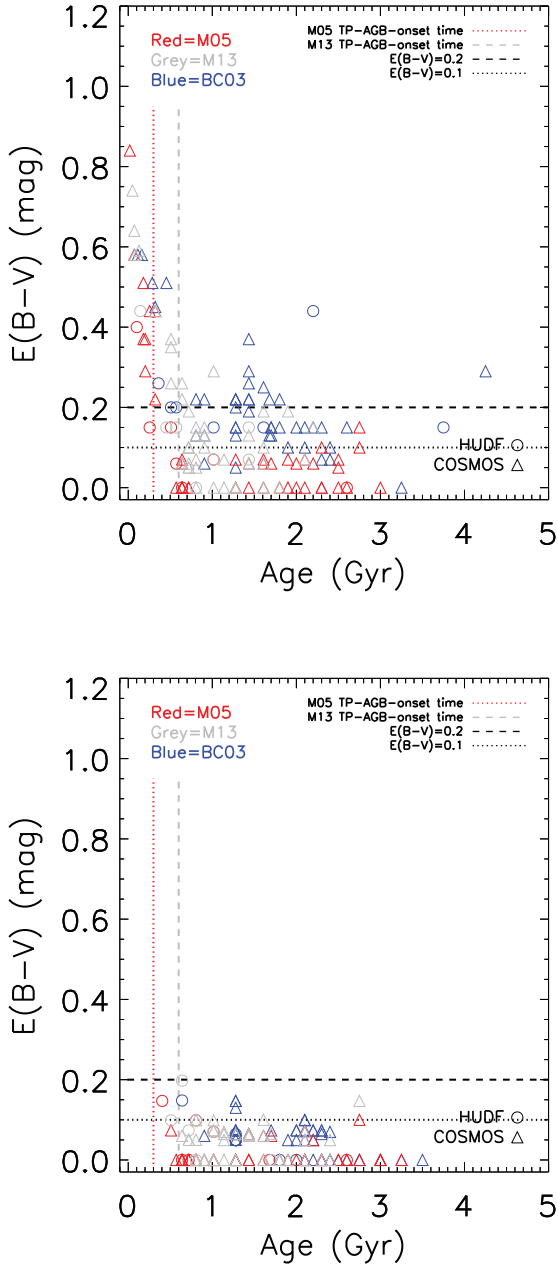 1.2
1.0
0.8
0.6
0.4
0.2
0.0
E(B−V) (mag)
Red=M05
Grey=M13
Blue=BC03
M05 TP−AGB−onset time
M13 TP−AGB−onset time
E(B−V)=0.2
E(B−V)=0.1
HUDF
COSMOS
0 1 2 3 4 5
Age (Gyr)
1.2
1.0
0.8
0.6
0.4
0.2
0.0
E(B−V) (mag)
Red=M05
Grey=M13
Blue=BC03
M05 TP−AGB−onset time
M13 TP−AGB−onset time
E(B−V)=0.2
E(B−V)=0.1
HUDF
COSMOS
0 1 2 3 4 5
Age (Gyr)